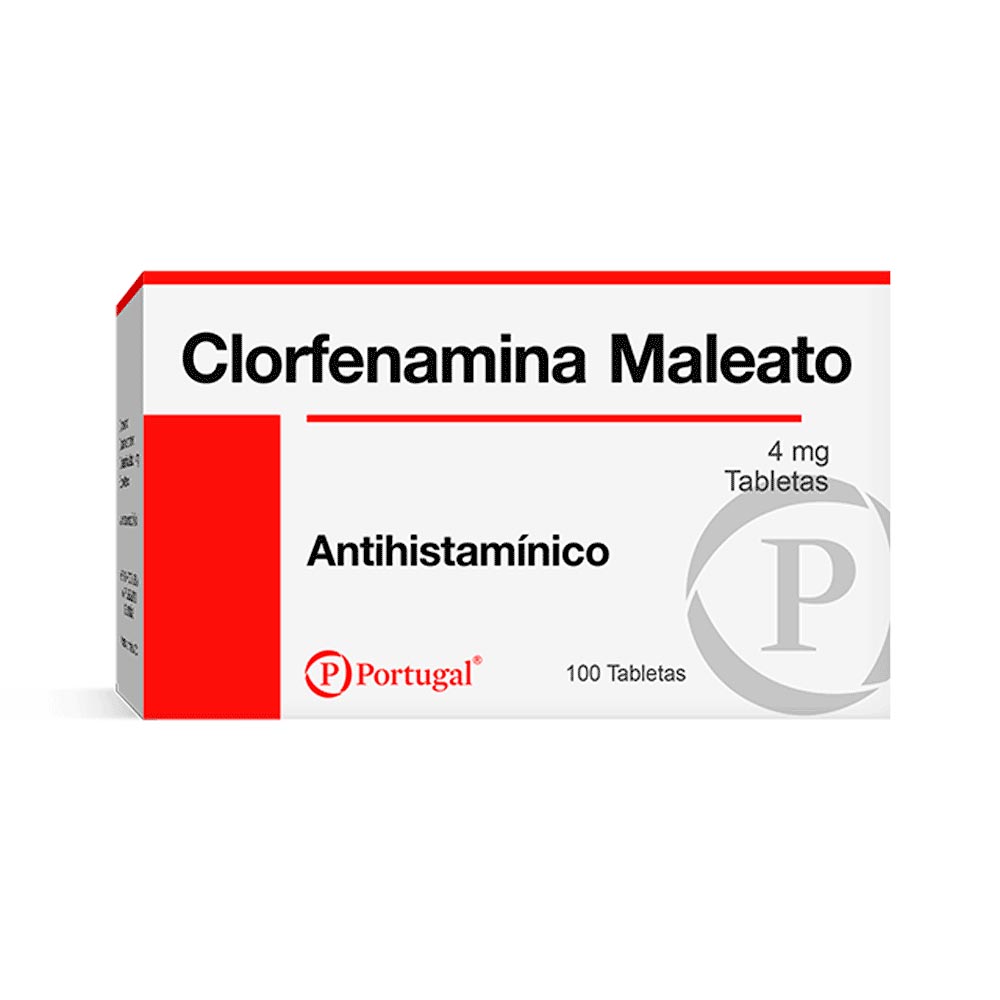 Clorfenamina Maleato
4 mg
Tabletas
Antihistamínico
P
P Portugal®
100 Tabletas